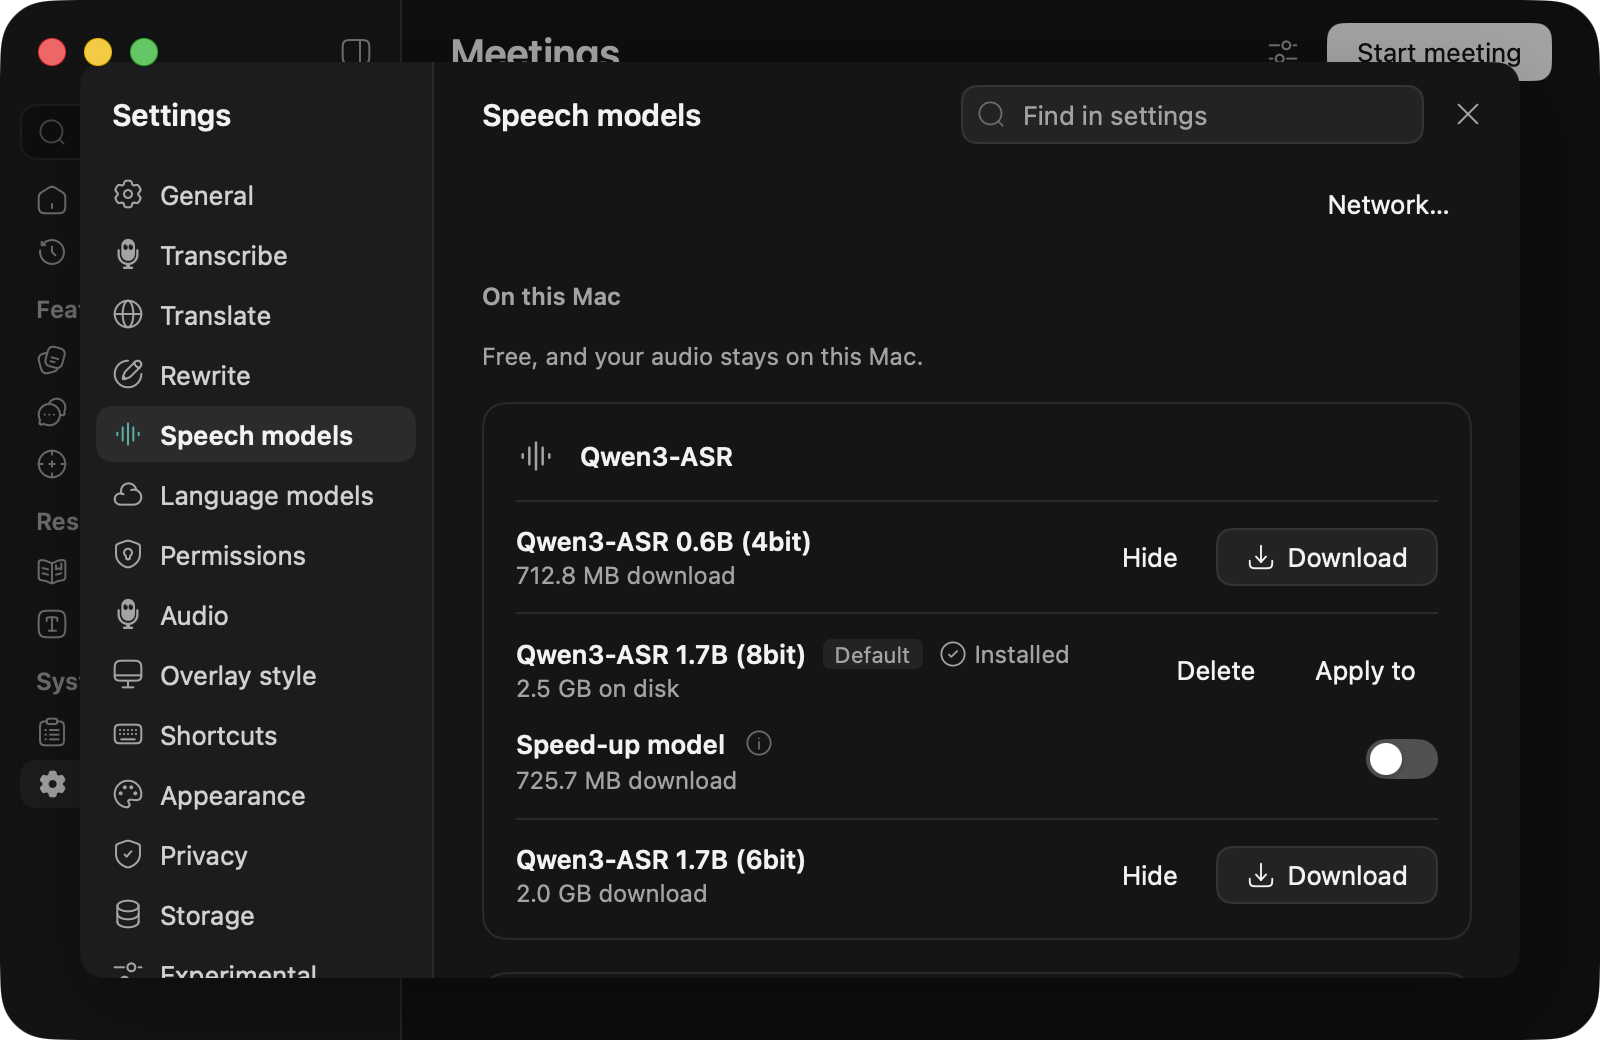 Meetings
Start meeting
Settings
Speech models
Find in settings
General
Transcribe
Translate
Rewrite
Speech models
Language models
Permissions
Audio
Overlay style
Shortcuts
Appearance
Privacy
Storage
Experimental
Network...
On this Mac
Free, and your audio stays on this Mac.
Qwen3-ASR
Qwen3-ASR 0.6B (4bit)
712.8 MB download
Hide
Download
Qwen3-ASR 1.7B (8bit) Default Installed
2.5 GB on disk
Delete
Apply to
Speed-up model
725.7 MB download
Qwen3-ASR 1.7B (6bit)
2.0 GB download
Hide
Download